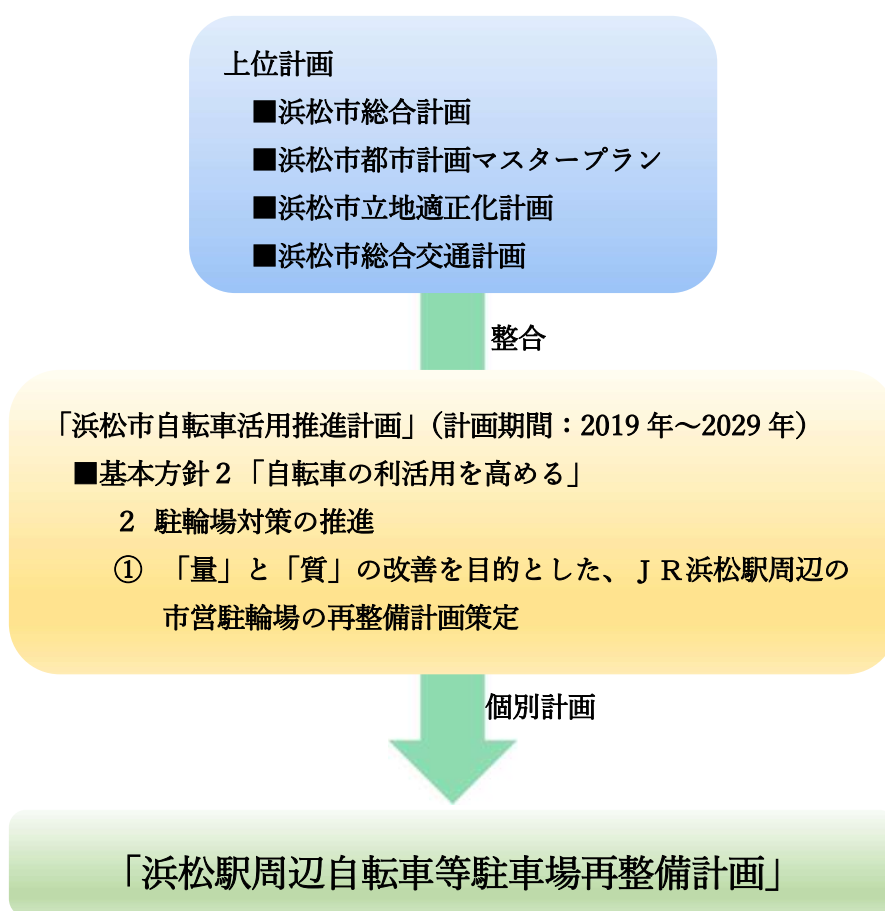 上位計画
■浜松市総合計画
■浜松市都市計画マスタープラン
■浜松市立地適正化計画
■浜松市総合交通計画
整合
「浜松市自転車活用推進計画」（計画期間：2019 年～2029 年）
■基本方針２「自転車の利活用を高める」
２ 駐輪場対策の推進
① 「量」と「質」の改善を目的とした、ＪＲ浜松駅周辺の
市営駐輪場の再整備計画策定
個別計画
「浜松駅周辺自転車等駐車場再整備計画」